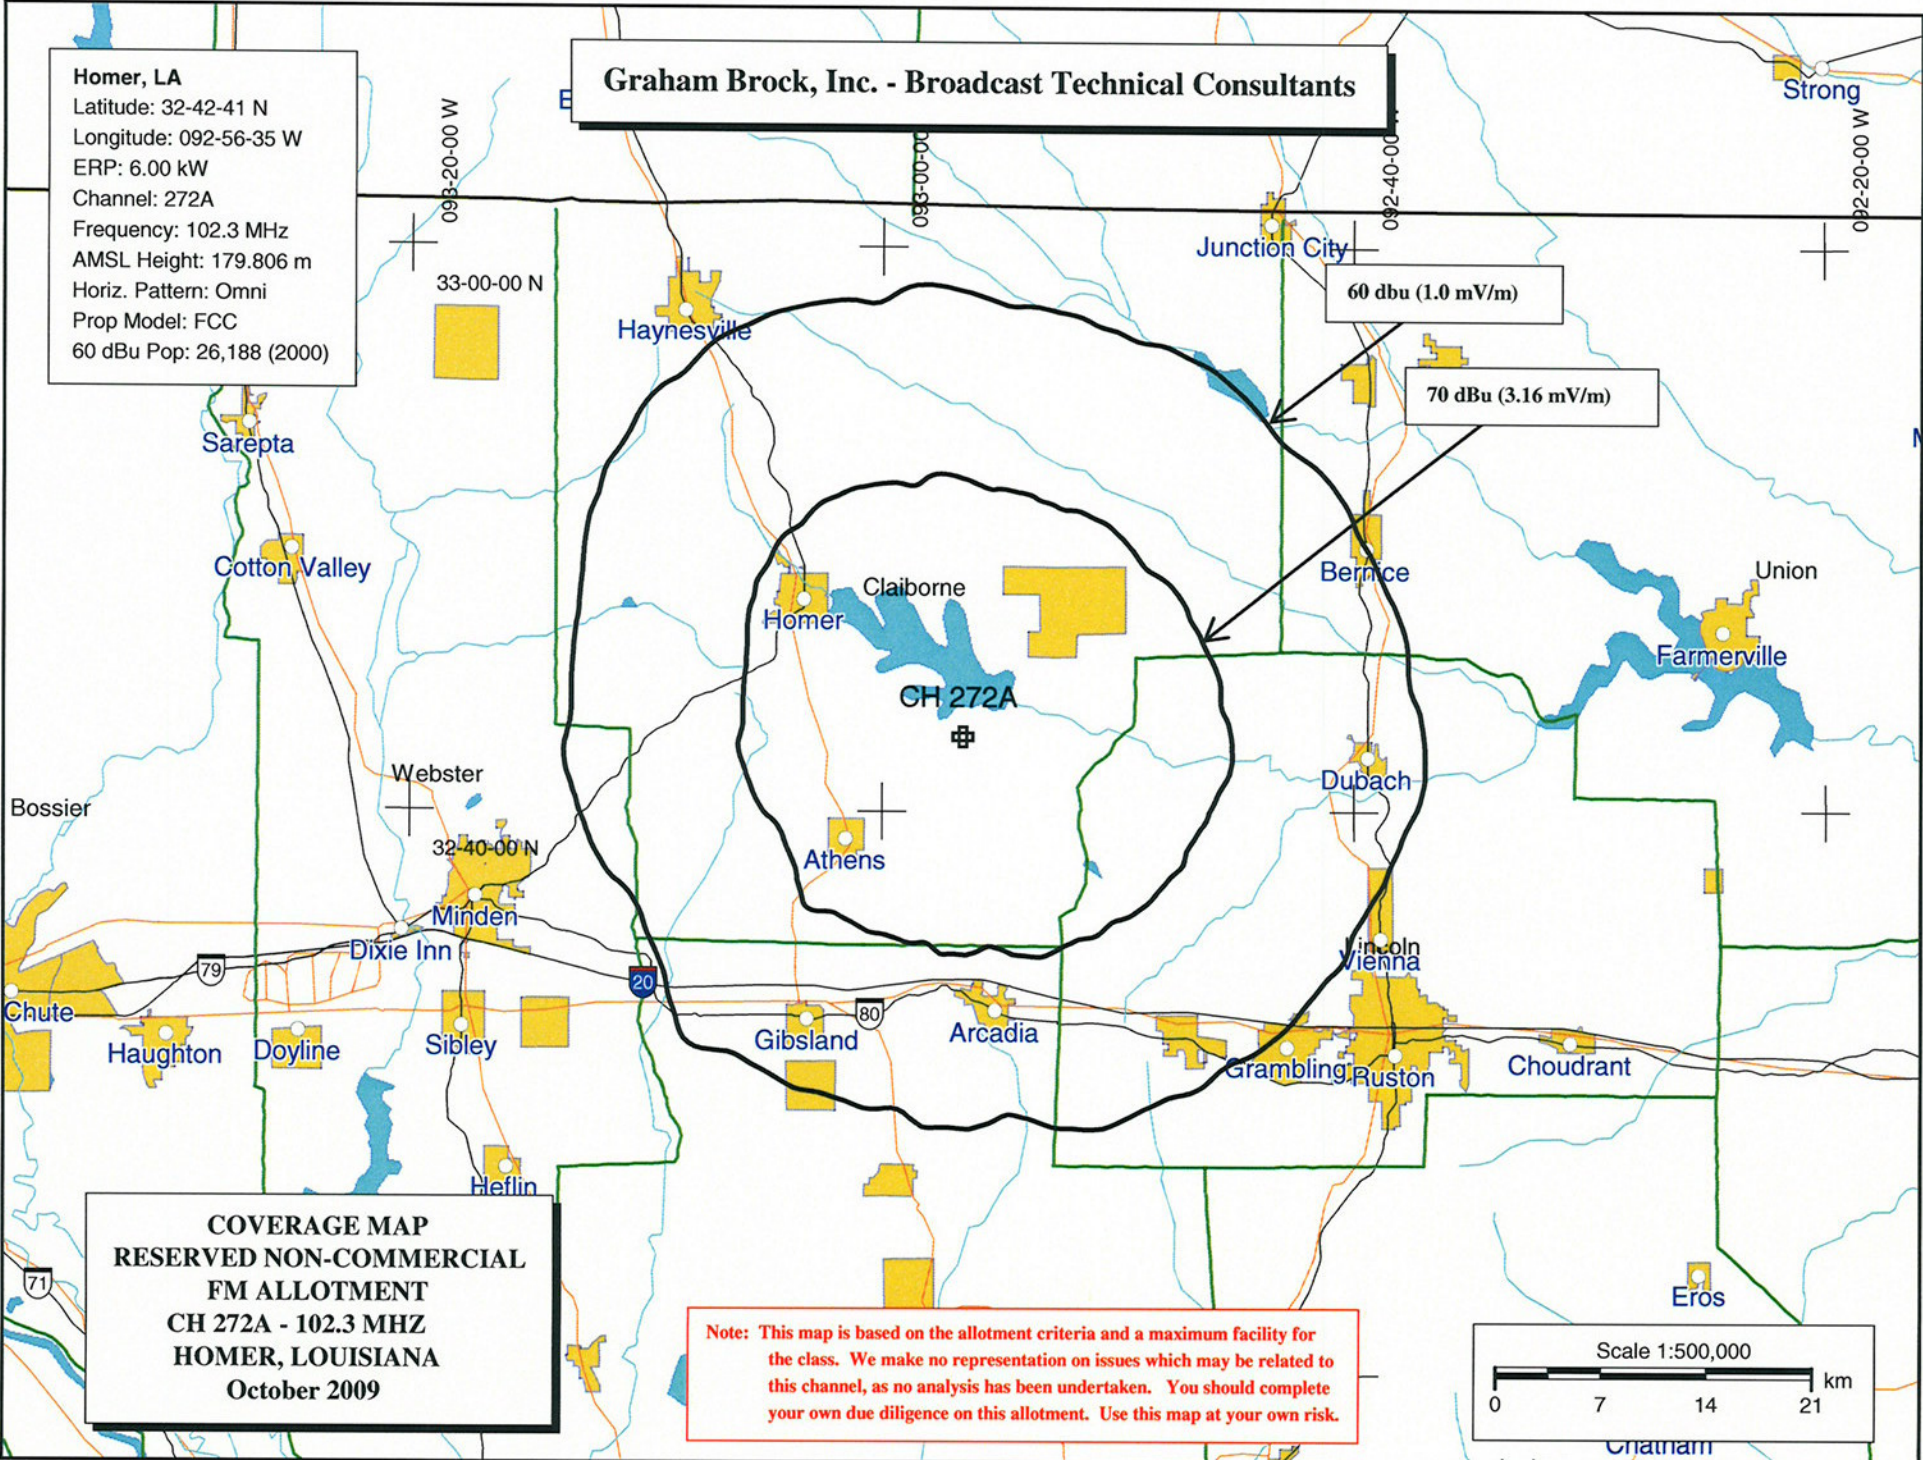 Graham Brock, Inc. - Broadcast Technical Consultants
Homer, LA
Latitude: 32-42-41 N
Longitude: 092-56-35 W
ERP: 6.00 kW
Channel: 272A
Frequency: 102.3 MHz
AMSL Height: 179.806 m
Horiz. Pattern: Omni
Prop Model: FCC
60 dBu Pop: 26,188 (2000)
Strong
093-20-00 W
093-00-00
092-40-00
092-20-00 W
Junction City
33-00-00 N
60 dbu (1.0 mV/m)
Haynesville
70 dBu (3.16 mV/m)
Sarepta
Cotton Valley
Bernice
Union
Claiborne
Homer
Farmerville
CH 272A
Webster
Dubach
Bossier
32-40-00 N
Athens
Minden
Dixie Inn
Lincoln
Vienna
79
20
Chute
80
Haughton
Doyline
Sibley
Gibsland
Arcadia
Grambling
Ruston
Choudrant
Heflin
COVERAGE MAP
RESERVED NON-COMMERCIAL
FM ALLOTMENT
CH 272A - 102.3 MHZ
HOMER, LOUISIANA
October 2009
71
Eros
Note: This map is based on the allotment criteria and a maximum facility for
the class. We make no representation on issues which may be related to
this channel, as no analysis has been undertaken. You should complete
your own due diligence on this allotment. Use this map at your own risk.
Scale 1:500,000
km
0 7 14 21
Chatham